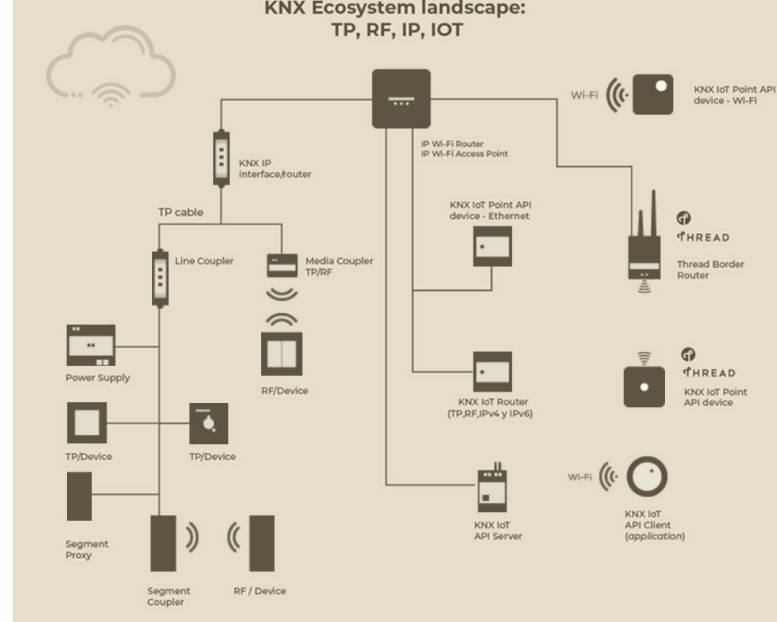 KNX Ecosystem landscape:
TP, RF, IP, IOT
Wi-Fi
KNX IoT Point API
device - Wi-Fi
IP Wi-Fi Router
IP Wi-Fi Access Point
KNX IP
interface/router
TP cable
KNX IoT Point API
device - Ethernet
THREAD
Line Coupler
Media Coupler
TP/RF
Thread Border
Router
Power Supply
RF/Device
THREAD
KNX IoT Point
API device
KNX IoT Router
(TP,RF,IPv4 y IPv6)
TP/Device
TP/Device
Wi-Fi
KNX IoT
API Server
KNX IoT
API Client
(application)
Segment
Proxy
Segment
Coupler
RF / Device